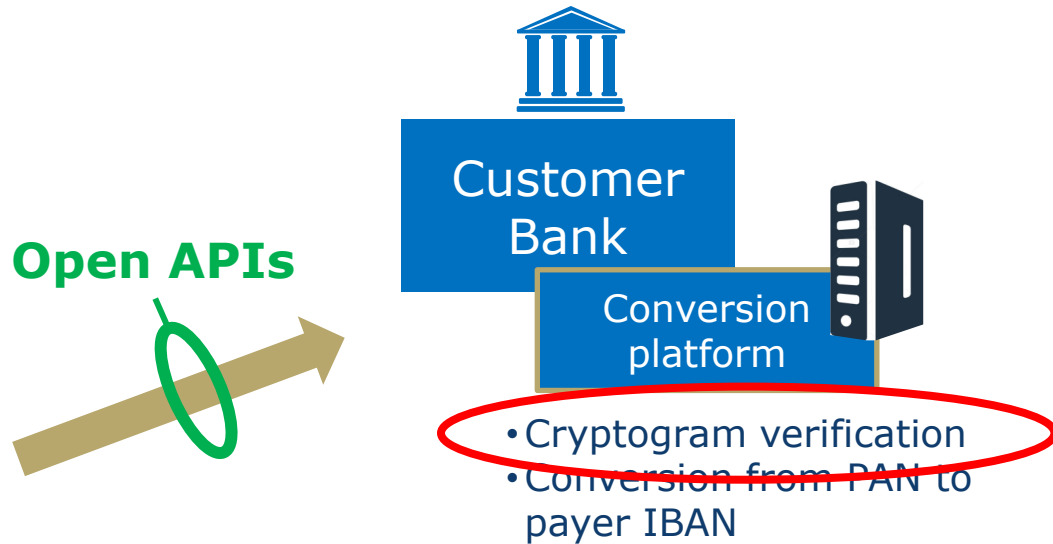 Customer
Bank
Open APIs
Conversion
platform
•Cryptogram verification
•Conversion from PAN to
payer IBAN